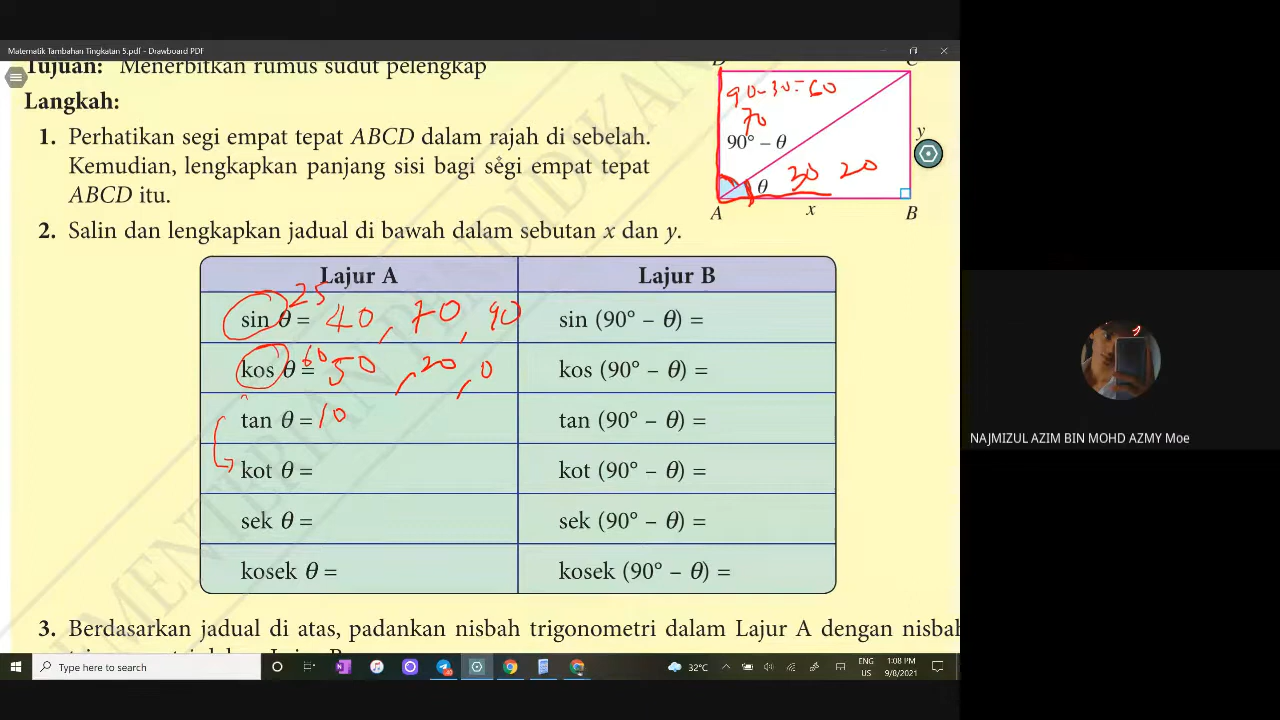 Matematik Tambahan Tingkatan 5.pdf - Drawboard PDF
Tujuan: Menerbitkan rumus sudut pelengkap
Langkah:
1. Perhatikan segi empat tepat ABCD dalam rajah di sebelah.
Kemudian, lengkapkan panjang sisi bagi segi empat tepat
ABCD itu.
D C
90-30=60
70
90° – θ
y
θ 30 20
A x B
2. Salin dan lengkapkan jadual di bawah dalam sebutan x dan y.
Lajur A Lajur B
25
sin θ = 40, 70, 90 sin (90° – θ) =
60
kos θ = 50, 20, 0 kos (90° – θ) =
tan θ = 10 tan (90° – θ) =
kot θ = kot (90° – θ) =
sek θ = sek (90° – θ) =
kosek θ = kosek (90° – θ) =
3. Berdasarkan jadual di atas, padankan nisbah trigonometri dalam Lajur A dengan nisbah
KEMENTERIAN PENDIDIKAN
NAJMIZUL AZIM BIN MOHD AZMY Moe
Type here to search
32°C
ENG
US
1:08 PM
9/8/2021